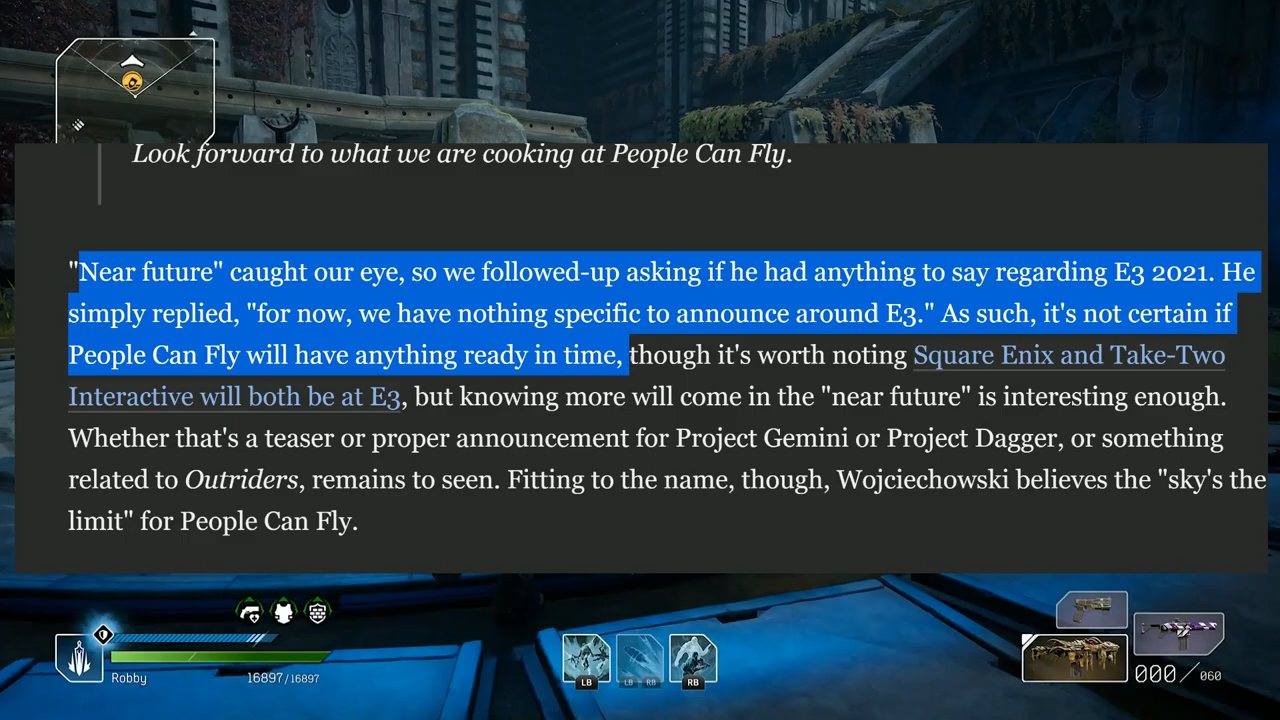 Look forward to what we are cooking at People Can Fly.
"Near future" caught our eye, so we followed-up asking if he had anything to say regarding E3 2021. He
simply replied, "for now, we have nothing specific to announce around E3." As such, it's not certain if
People Can Fly will have anything ready in time, though it's worth noting Square Enix and Take-Two
Interactive will both be at E3, but knowing more will come in the "near future" is interesting enough.
Whether that's a teaser or proper announcement for Project Gemini or Project Dagger, or something
related to Outriders, remains to seen. Fitting to the name, though, Wojciechowski believes the "sky's the
limit" for People Can Fly.
Robby 16897/16897
LB LB RB RB
000/060